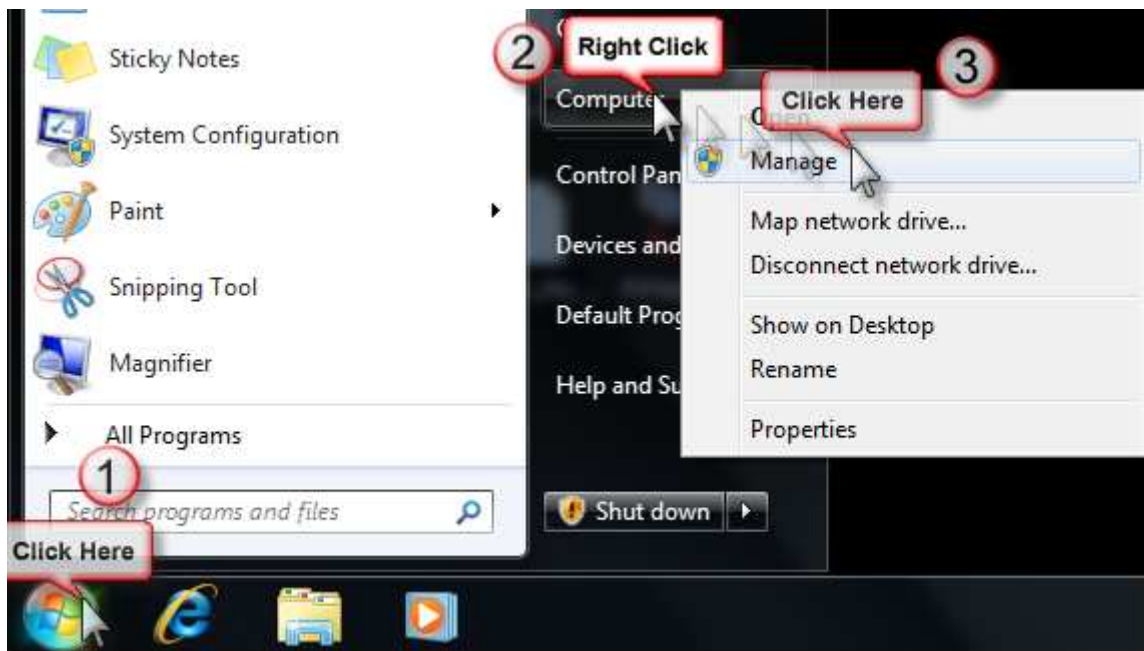 Sticky Notes
System Configuration
Paint
Snipping Tool
Magnifier
All Programs
1
Search programs and files
Click Here
2
Right Click
Computer
Control Pan
Devices and
Default Prog
Help and Su
Shut down
3
Click Here
Open
Manage
Map network drive...
Disconnect network drive...
Show on Desktop
Rename
Properties